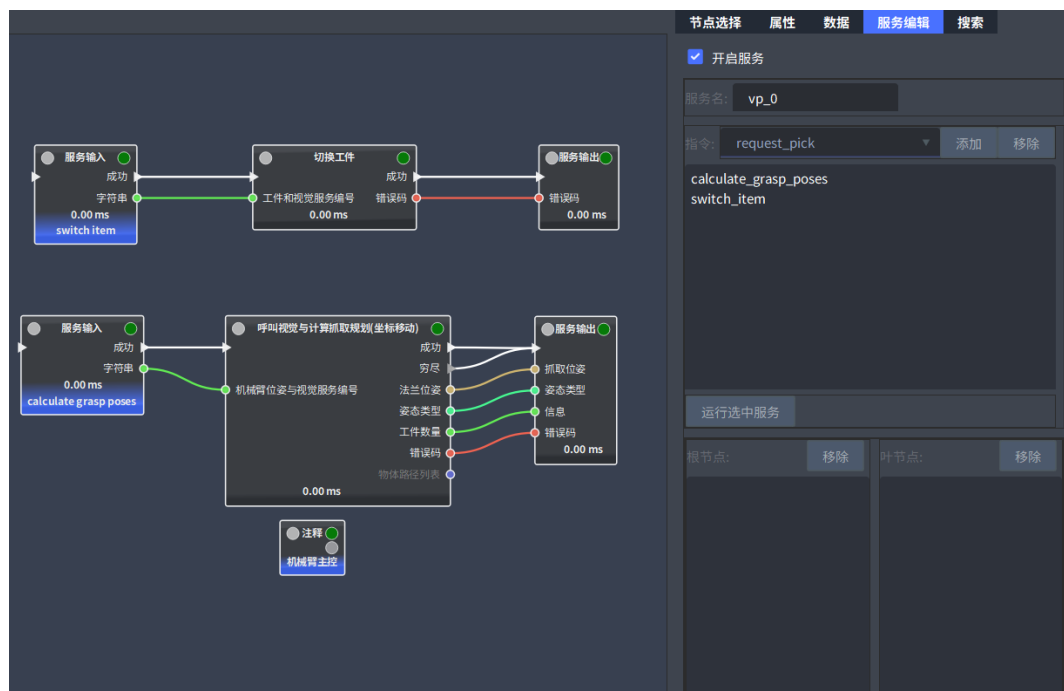 节点选择 属性 数据 服务编辑 搜索
开启服务
服务名: vp_0
指令: request_pick 添加 移除
calculate_grasp_poses
switch_item
运行选中服务
根节点: 移除 叶节点: 移除
服务输入
成功
字符串
0.00 ms
switch item
切换工件
成功
工件和视觉服务编号 错误码
0.00 ms
服务输出
错误码
0.00 ms
服务输入
成功
字符串
0.00 ms
calculate grasp poses
呼叫视觉与计算抓取规划(坐标移动)
成功
穷尽
机械臂位姿与视觉服务编号 法兰位姿
姿态类型
工件数量
错误码
物体路径列表
0.00 ms
服务输出
抓取位姿
姿态类型
信息
错误码
0.00 ms
注释
机械臂主控